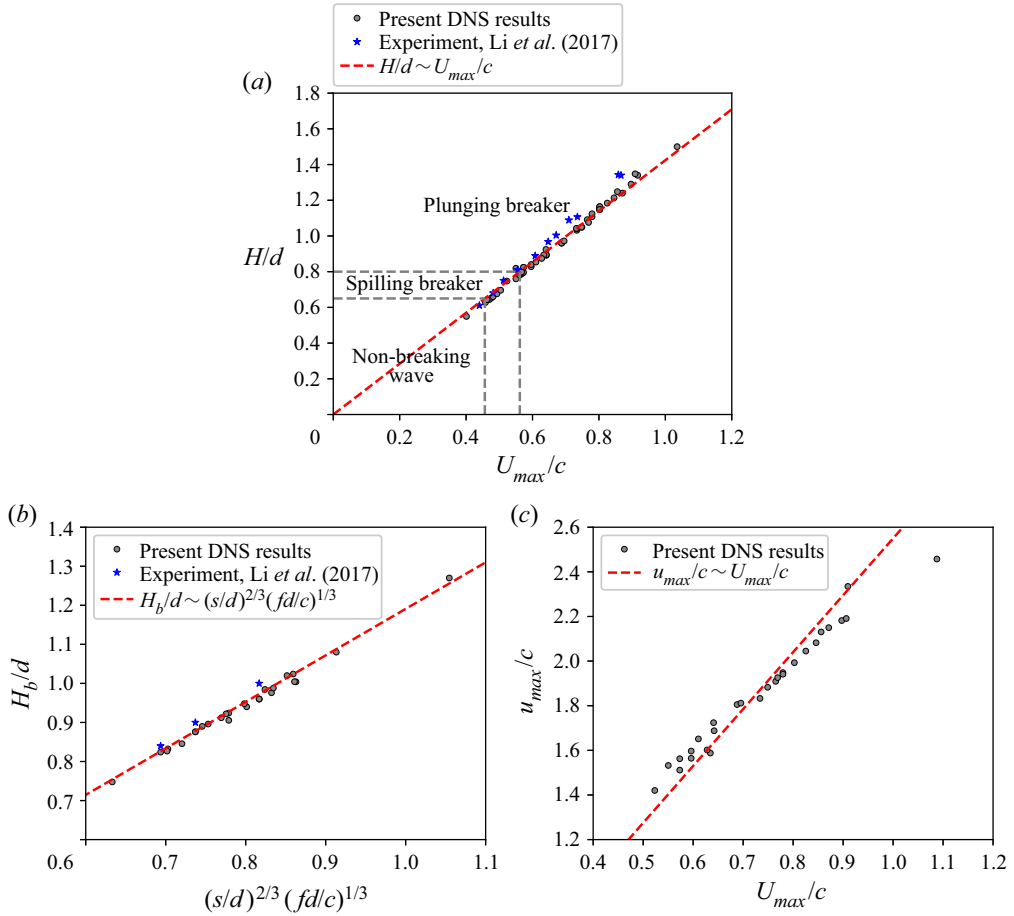 Present DNS results
Experiment, Li et al. (2017)
H/d ~ U_max/c
(a)
1.8
1.6
1.4
1.2
1.0
0.8
0.6
0.4
0.2
H/d
Plunging breaker
Spilling breaker
Non-breaking
wave
0 0.2 0.4 0.6 0.8 1.0 1.2
U_max/c
(b)
1.4
1.3
1.2
1.1
1.0
0.9
0.8
0.7
H_b/d
Present DNS results
Experiment, Li et al. (2017)
H_b/d ~ (s/d)^{2/3} (fd/c)^{1/3}
0.6 0.7 0.8 0.9 1.0 1.1
(s/d)^{2/3} (fd/c)^{1/3}
(c)
2.6
2.4
2.2
2.0
1.8
1.6
1.4
1.2
u_max/c
Present DNS results
u_max/c ~ U_max/c
0.4 0.5 0.6 0.7 0.8 0.9 1.0 1.1 1.2
U_max/c